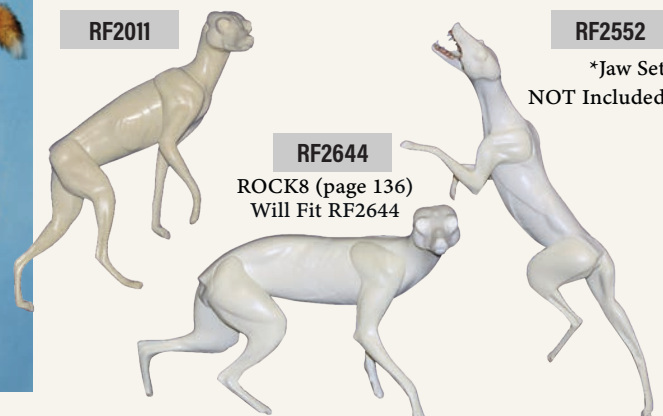 RF2011
RF2552
*Jaw Set
NOT Included
RF2644
ROCK8 (page 136)
Will Fit RF2644